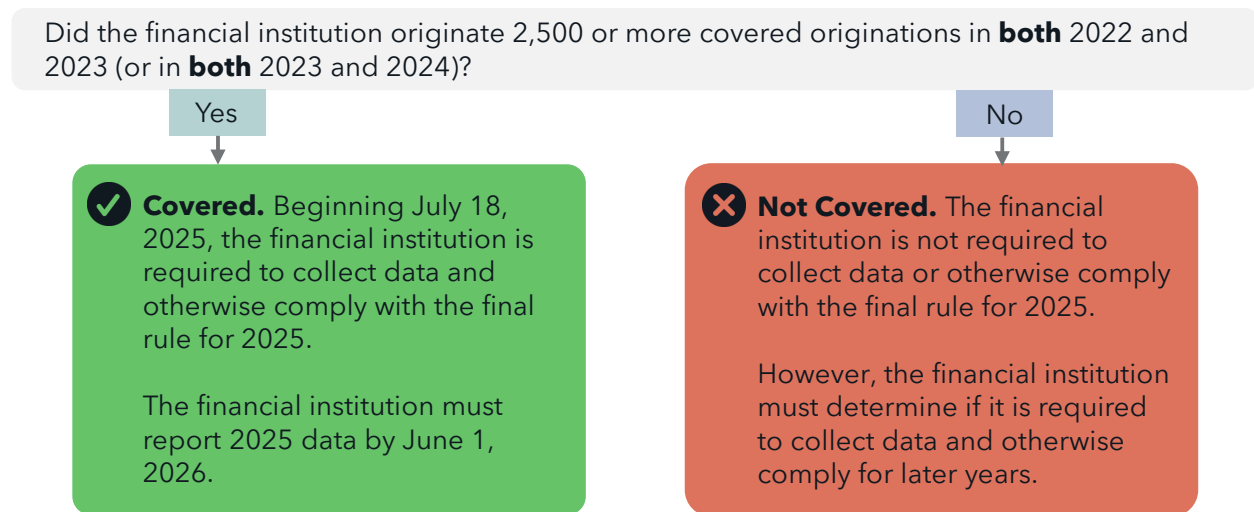 Did the financial institution originate 2,500 or more covered originations in both 2022 and
2023 (or in both 2023 and 2024)?
Yes
No
Covered. Beginning July 18,
2025, the financial institution is
required to collect data and
otherwise comply with the final
rule for 2025.
The financial institution must
report 2025 data by June 1,
2026.
Not Covered. The financial
institution is not required to
collect data or otherwise comply
with the final rule for 2025.
However, the financial institution
must determine if it is required
to collect data and otherwise
comply for later years.